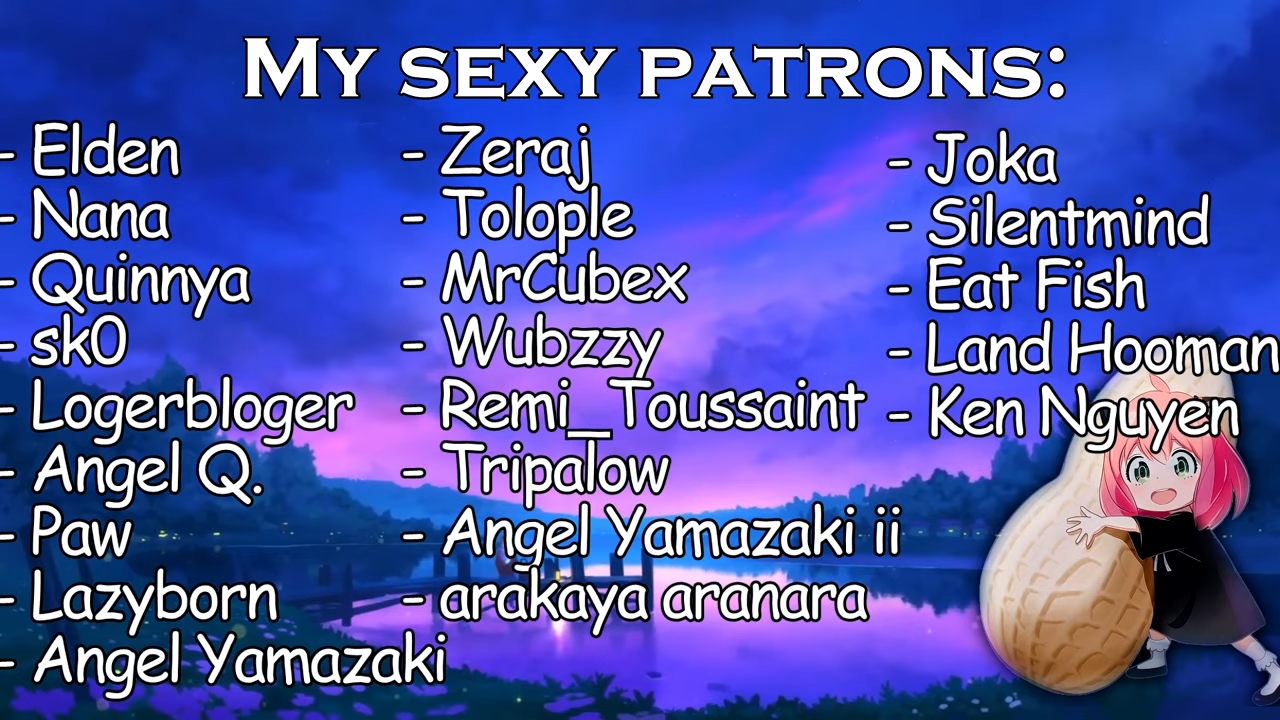 My sexy patrons:
- Elden
- Nana
- Quinnya
- sk0
- Logerbloger
- Angel Q.
- Paw
- Lazyborn
- Angel Yamazaki
- Zeraj
- Tolople
- MrCubex
- Wubzzy
- Remi_Toussaint
- Tripalow
- Angel Yamazaki ii
- arakaya aranara
- Joka
- Silentmind
- Eat Fish
- Land Hooman
- Ken Nguyen